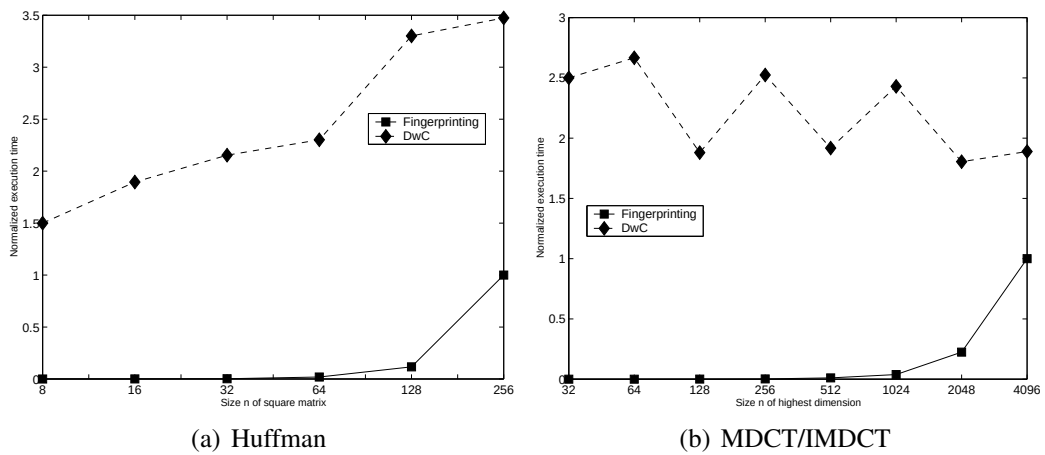 3.5
3
2.5
2
1.5
1
0.5
0
Normalized execution time
Fingerprinting
DwC
8 16 32 64 128 256
Size n of square matrix
(a) Huffman
3
2.5
2
1.5
1
0.5
0
Normalized execution time
Fingerprinting
DwC
32 64 128 256 512 1024 2048 4096
Size n of highest dimension
(b) MDCT/IMDCT